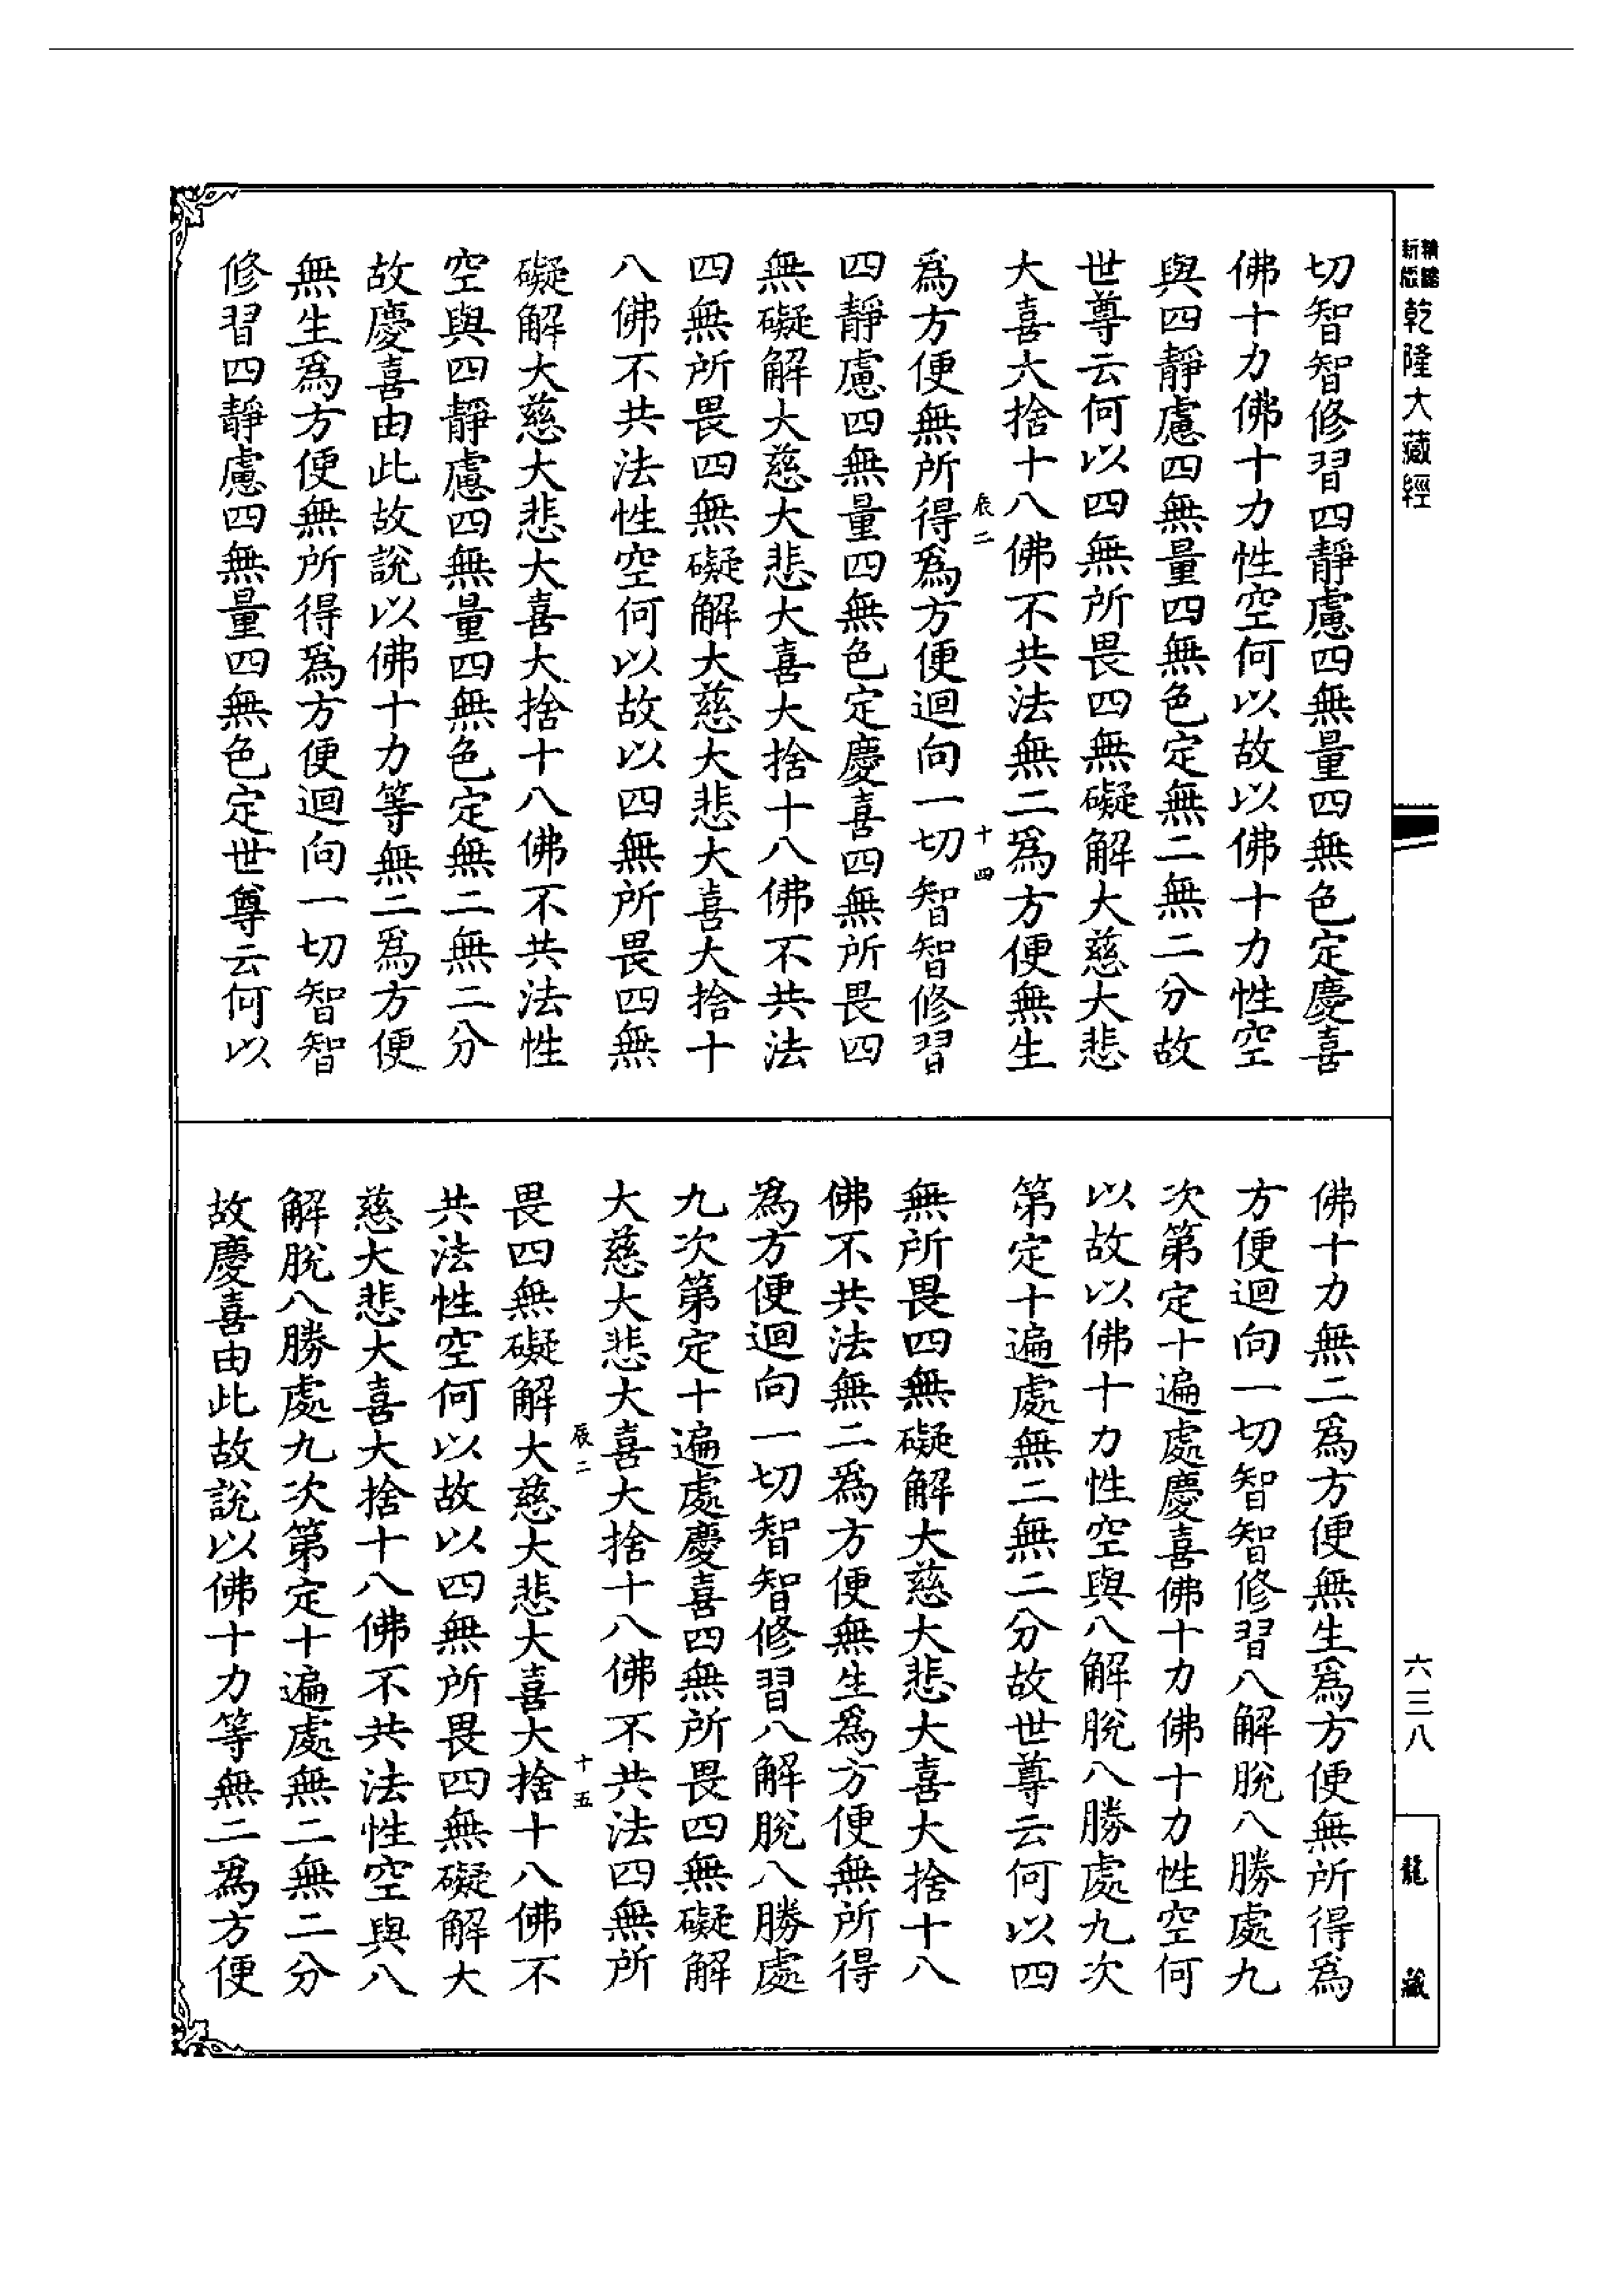 新版
乾隆大藏經
切智智修習四靜慮四無量四無色定慶喜
佛十力佛十力性空何以故以佛十力性空
與四靜慮四無量四無色定無二無二分故
世尊云何以四無所畏四無礙解大慈大悲
大喜大捨十八佛不共法無二爲方便無生
辰二
十四
爲方便無所得爲方便迴向一切智智修習
四靜慮四無量四無色定慶喜四無所畏四
無礙解大慈大悲大喜大捨十八佛不共法
四無所畏四無礙解大慈大悲大喜大捨十
八佛不共法性空何以故以四無所畏四無
礙解大慈大悲大喜大捨十八佛不共法性
空與四靜慮四無量四無色定無二無二分
故慶喜由此故說以佛十力等無二爲方便
無生爲方便無所得爲方便迴向一切智智
修習四靜慮四無量四無色定世尊云何以
佛十力無二爲方便無生爲方便無所得爲
方便迴向一切智智修習八解脫八勝處九
次第定十遍處慶喜佛十力佛十力性空何
以故以佛十力性空與八解脫八勝處九次
第定十遍處無二無二分故世尊云何以四
無所畏四無礙解大慈大悲大喜大捨十八
佛不共法無二爲方便無生爲方便無所得
爲方便迴向一切智智修習八解脫八勝處
九次第定十遍處慶喜四無所畏四無礙解
大慈大悲大喜大捨十八佛不共法四無所
辰二
十五
畏四無礙解大慈大悲大喜大捨十八佛不
共法性空何以故以四無所畏四無礙解大
慈大悲大喜大捨十八佛不共法性空與八
解脫八勝處九次第定十遍處無二無二分
故慶喜由此故說以佛十力等無二爲方便
六三八
龍藏